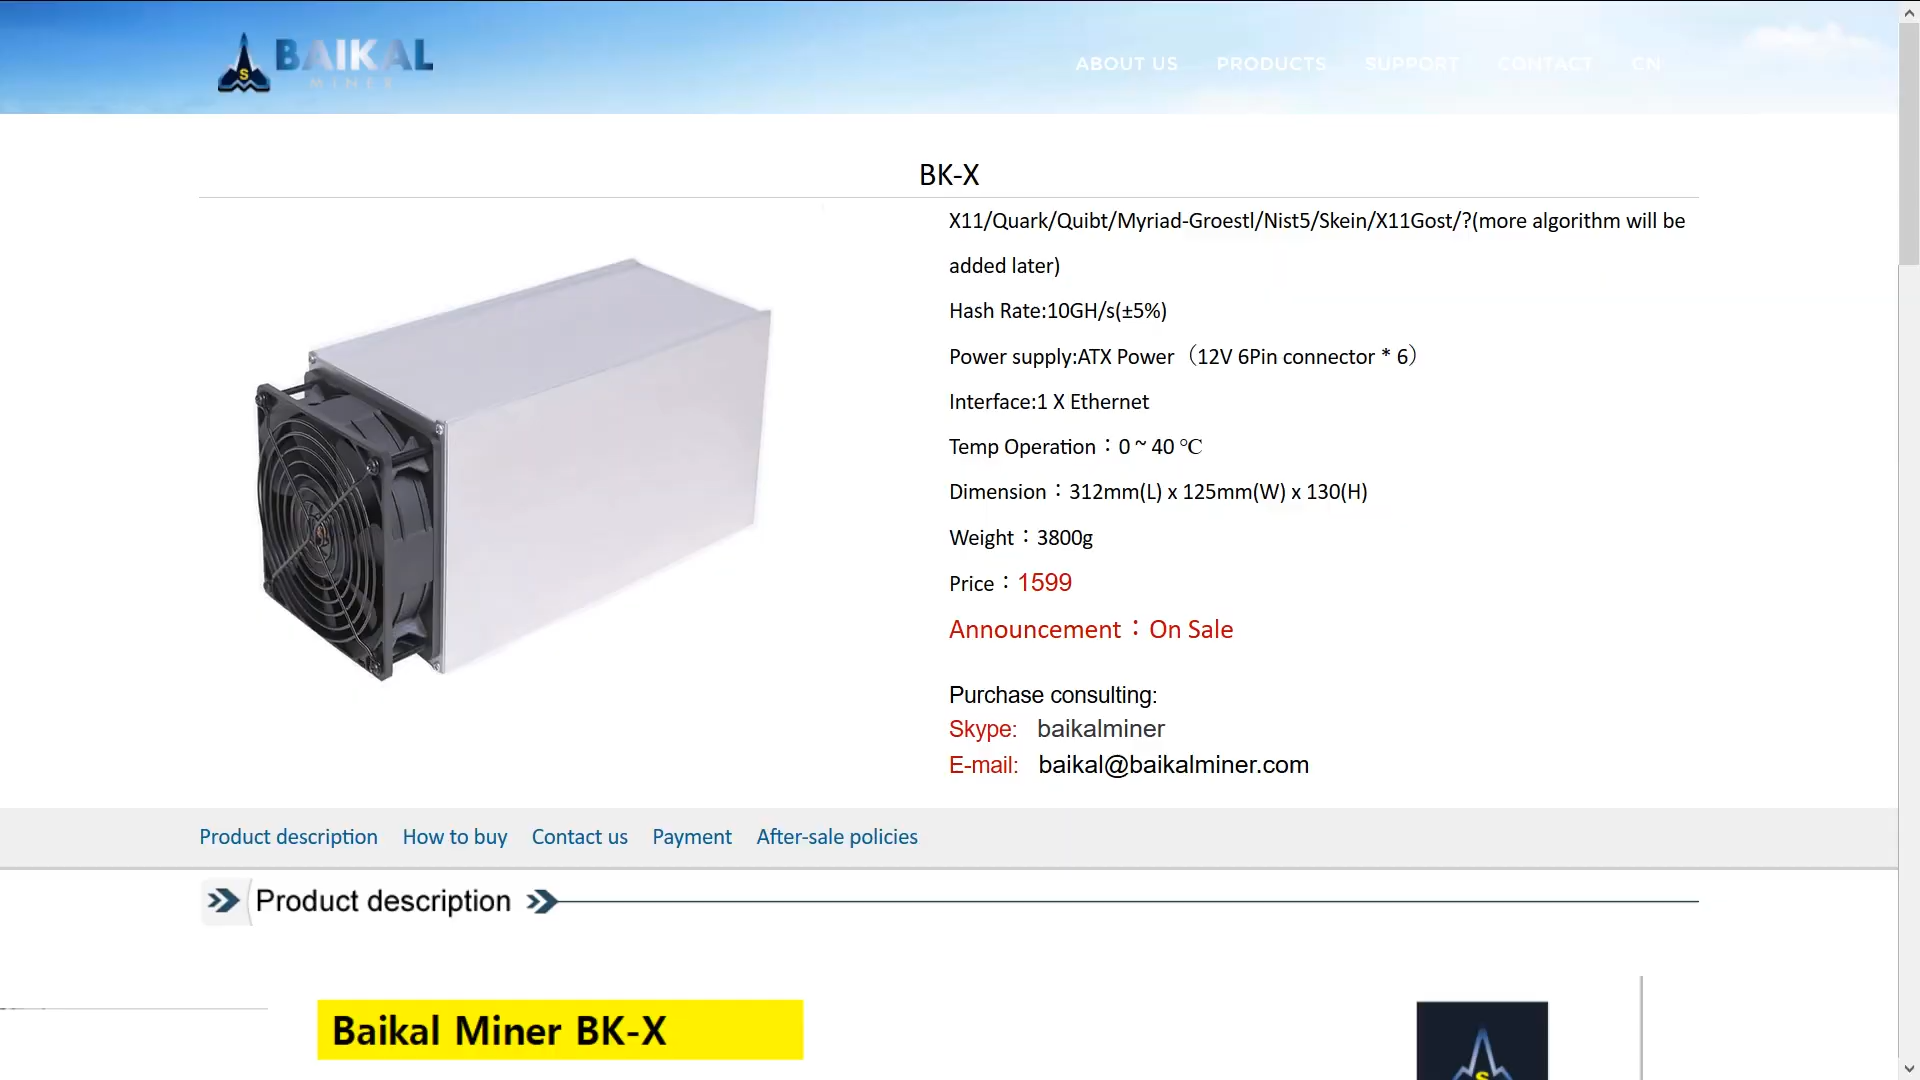 BAIKAL
MINER
ABOUT US PRODUCTS SUPPORT CONTACT CN
BK-X
X11/Quark/Quibt/Myriad-Groestl/Nist5/Skein/X11Gost/?(more algorithm will be
added later)
Hash Rate:10GH/s(±5%)
Power supply:ATX Power（12V 6Pin connector * 6）
Interface:1 X Ethernet
Temp Operation：0 ~ 40 ℃
Dimension：312mm(L) x 125mm(W) x 130(H)
Weight：3800g
Price：1599
Announcement：On Sale
Purchase consulting:
Skype: baikalminer
E-mail: baikal@baikalminer.com
Product description How to buy Contact us Payment After-sale policies
Product description
Baikal Miner BK-X